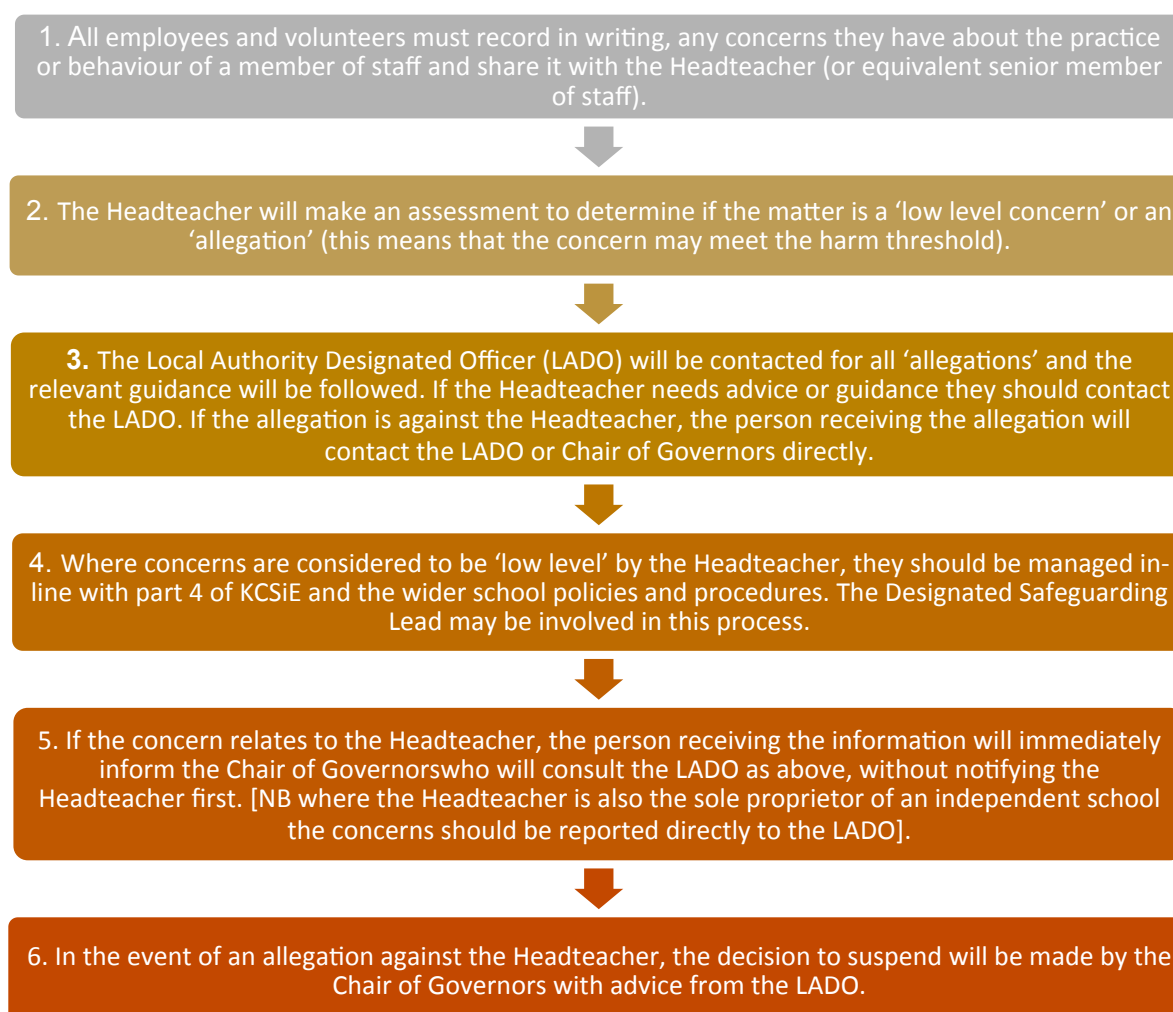 1. All employees and volunteers must record in writing, any concerns they have about the practice
or behaviour of a member of staff and share it with the Headteacher (or equivalent senior member
of staff).
2. The Headteacher will make an assessment to determine if the matter is a ‘low level concern’ or an
‘allegation’ (this means that the concern may meet the harm threshold).
3. The Local Authority Designated Officer (LADO) will be contacted for all ‘allegations’ and the
relevant guidance will be followed. If the Headteacher needs advice or guidance they should contact
the LADO. If the allegation is against the Headteacher, the person receiving the allegation will
contact the LADO or Chair of Governors directly.
4. Where concerns are considered to be ‘low level’ by the Headteacher, they should be managed in-
line with part 4 of KCSiE and the wider school policies and procedures. The Designated Safeguarding
Lead may be involved in this process.
5. If the concern relates to the Headteacher, the person receiving the information will immediately
inform the Chair of Governorswho will consult the LADO as above, without notifying the
Headteacher first. [NB where the Headteacher is also the sole proprietor of an independent school
the concerns should be reported directly to the LADO].
6. In the event of an allegation against the Headteacher, the decision to suspend will be made by the
Chair of Governors with advice from the LADO.